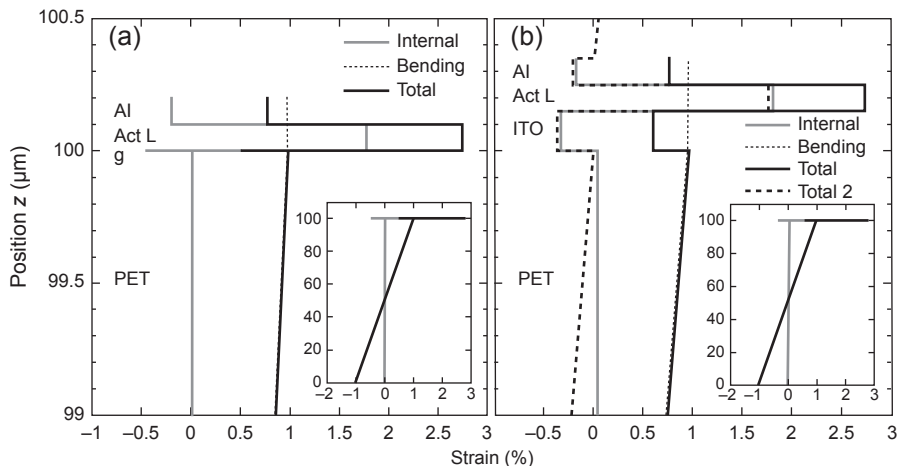 100.5
(a)
Internal
Bending
Total
Al
Act L
g
100
99.5
99
PET
Position z (μm)
100
80
60
40
20
0
−2 −1 0 1 2 3
−1 −0.5 0 0.5 1 1.5 2 2.5 3
(b)
Al
Act L
ITO
Internal
Bending
Total
Total 2
PET
100
80
60
40
20
0
−2 −1 0 1 2 3
−1 −0.5 0 0.5 1 1.5 2 2.5 3
Strain (%)